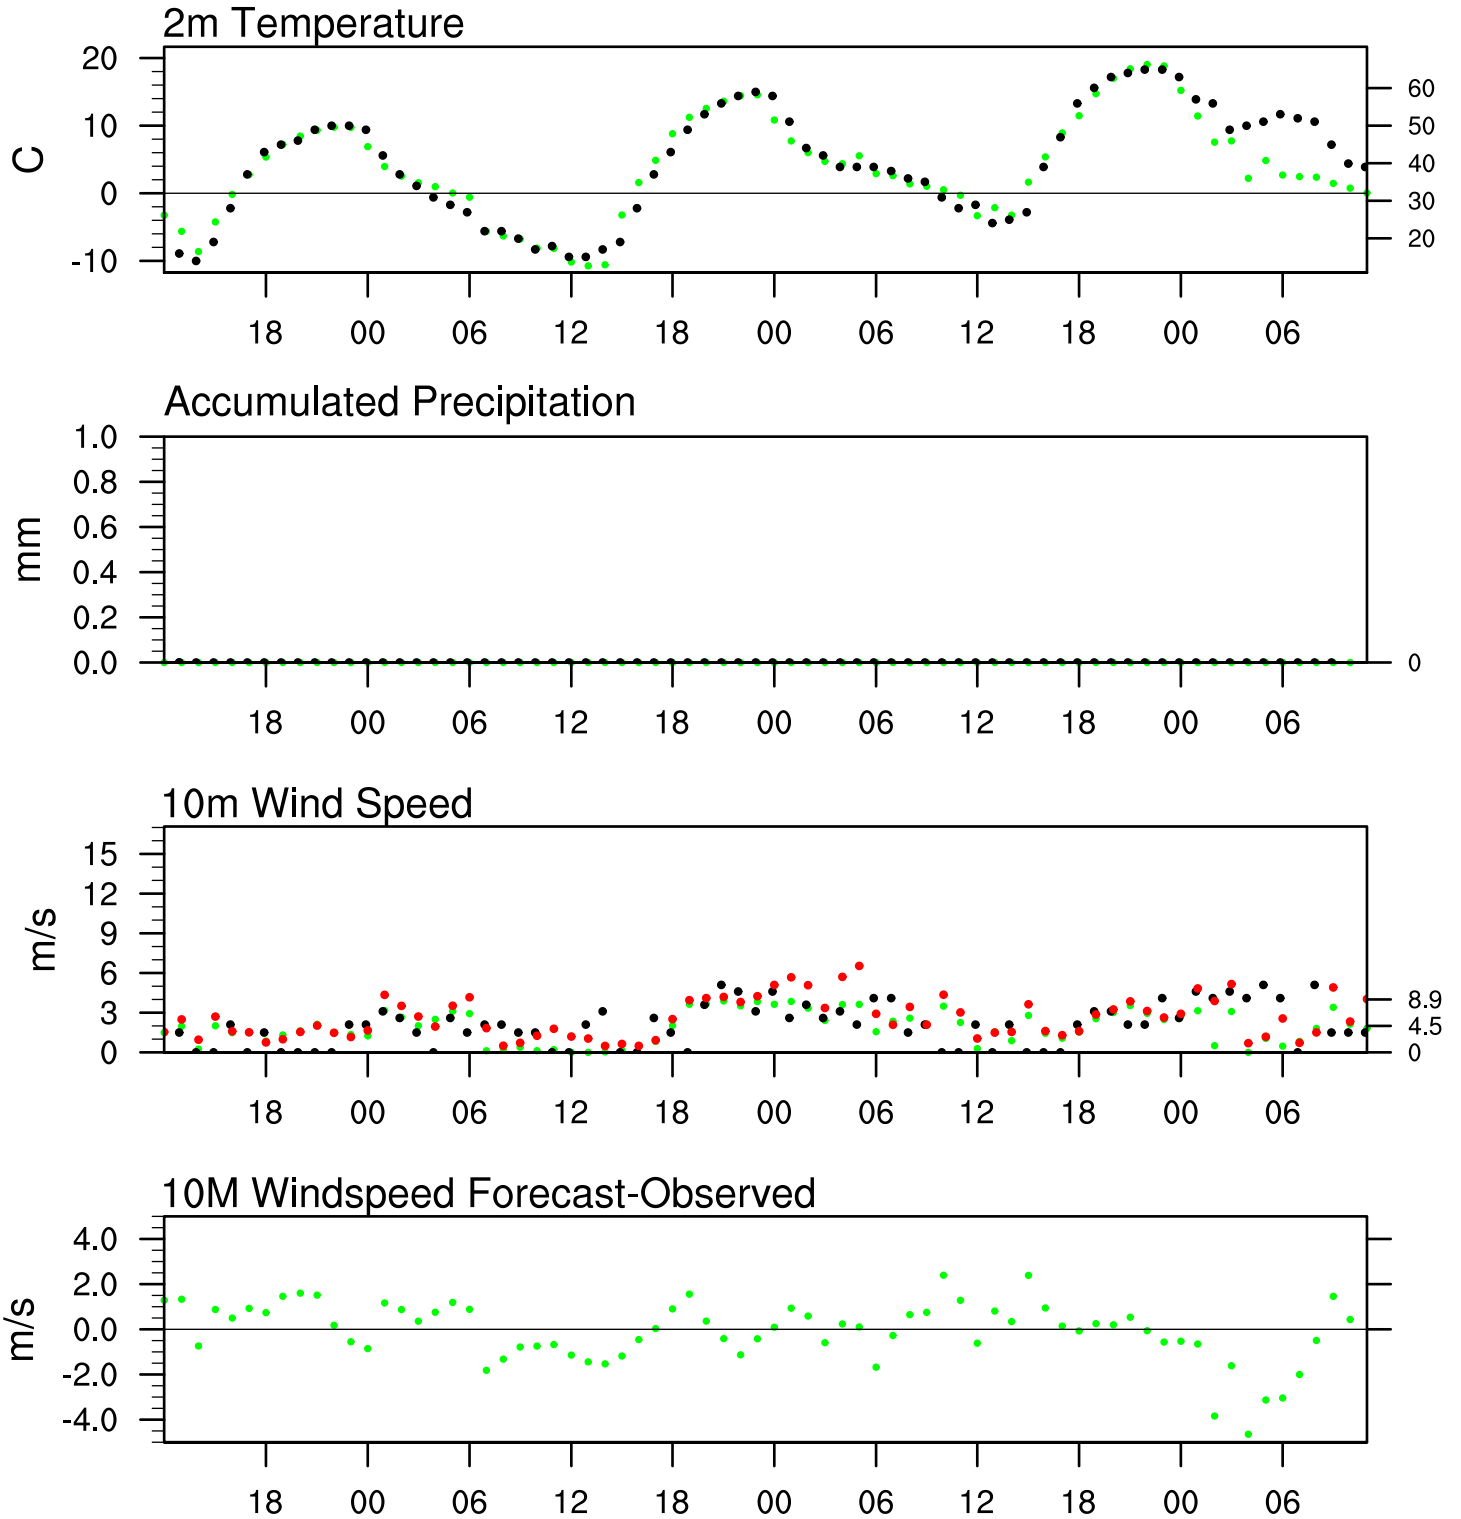 2m Temperature
20
10
0
-10
C
60
50
40
30
20
18 00 06 12 18 00 06 12 18 00 06
Accumulated Precipitation
1.0
0.8
0.6
0.4
0.2
0.0
mm
0
18 00 06 12 18 00 06 12 18 00 06
10m Wind Speed
15
12
9
6
3
0
m/s
8.9
4.5
0
18 00 06 12 18 00 06 12 18 00 06
10M Windspeed Forecast-Observed
4.0
2.0
0.0
-2.0
-4.0
m/s
18 00 06 12 18 00 06 12 18 00 06